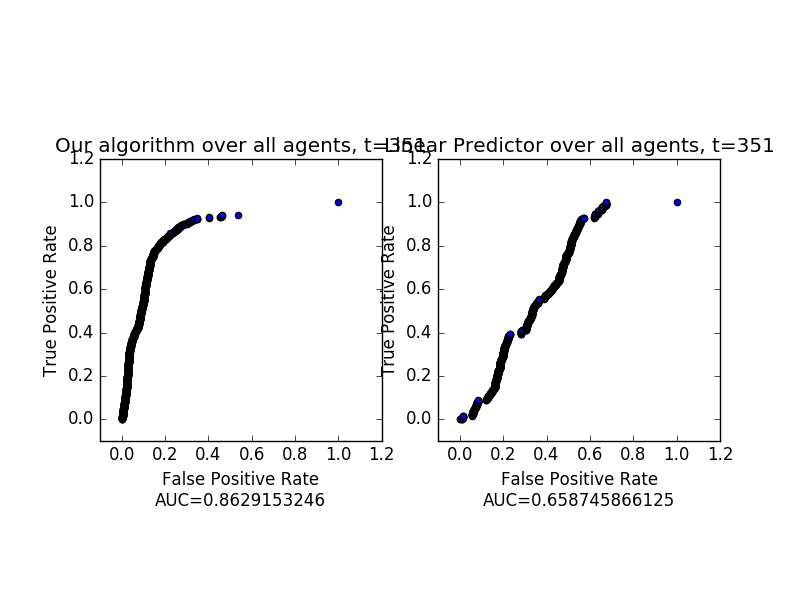 Our algorithm over all agents, t=351
Linear Predictor over all agents, t=351
True Positive Rate
1.2
1.0
0.8
0.6
0.4
0.2
0.0
0.0 0.2 0.4 0.6 0.8 1.0 1.2
False Positive Rate
AUC=0.8629153246
True Positive Rate
1.2
1.0
0.8
0.6
0.4
0.2
0.0
0.0 0.2 0.4 0.6 0.8 1.0 1.2
False Positive Rate
AUC=0.658745866125